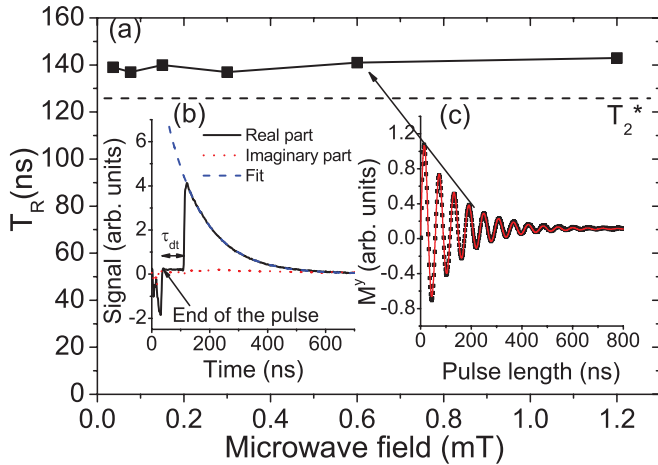 (a)
160
140
120
100
80
60
40
20
0
T_R(ns)
0.0 0.2 0.4 0.6 0.8 1.0 1.2
Microwave field (mT)
T_2^*
(b)
Real part
Imaginary part
Fit
6
4
2
0
-2
Signal (arb. units)
τ_dt
End of the pulse
0 200 400 600
Time (ns)
(c)
1.2
0.8
0.4
0.0
-0.4
-0.8
M^y (arb. units)
0 200 400 600 800
Pulse length (ns)